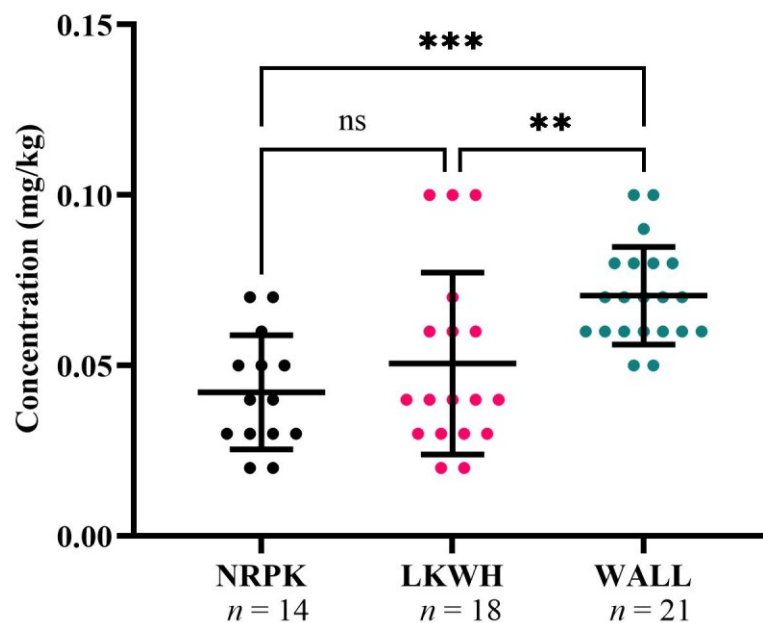 0.15
***
ns
**
0.10
Concentration (mg/kg)
0.05
0.00
NRPK LKWH WALL
n = 14 n = 18 n = 21